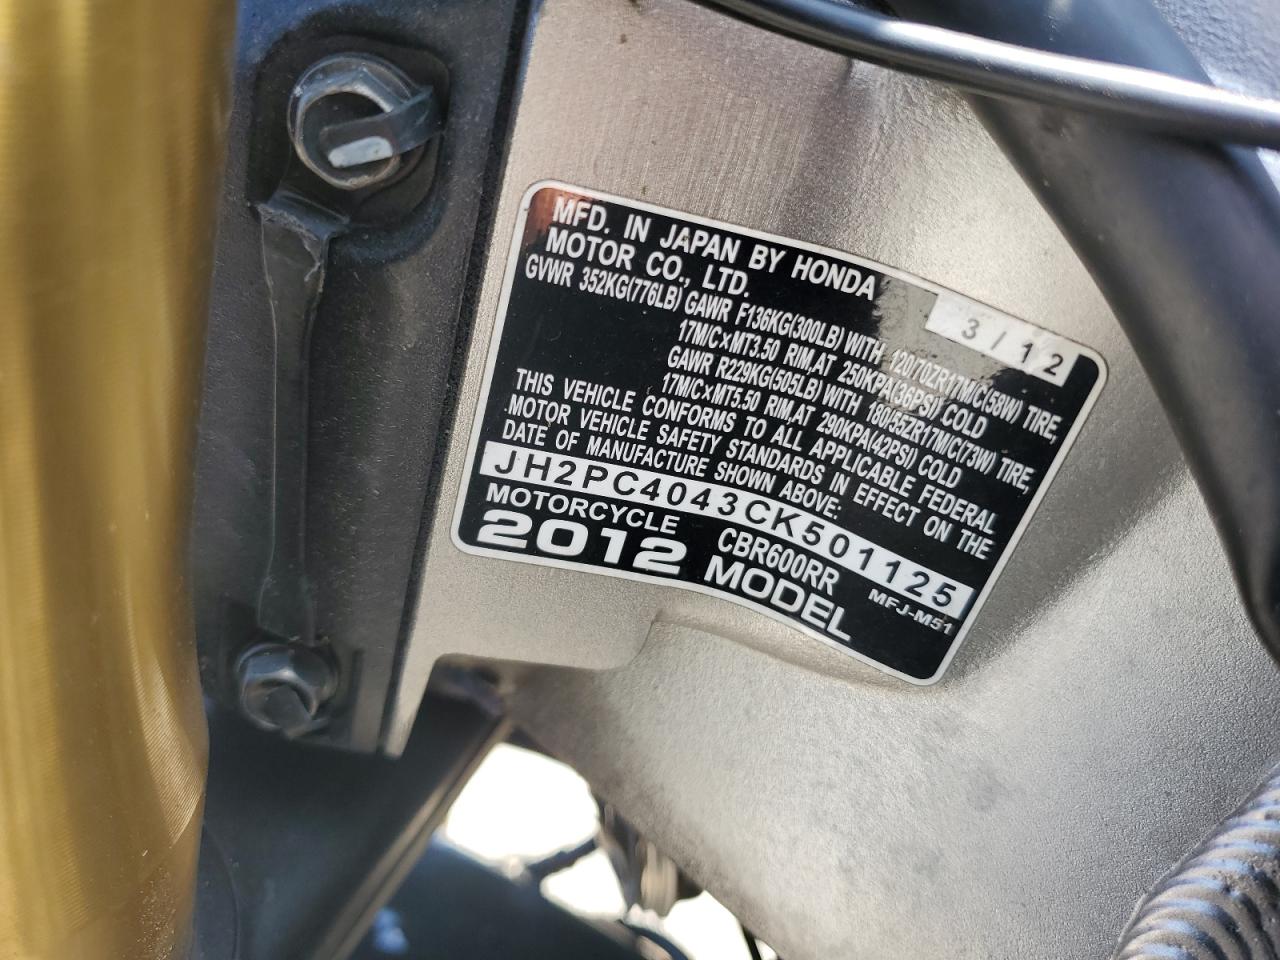 MFD. IN JAPAN BY HONDA
MOTOR CO., LTD.
3/12
GVWR 352KG(776LB) GAWR F136KG(300LB) WITH 120/70ZR17M/C(58W) TIRE,
17M/C×MT3.50 RIM,AT 250KPA(36PSI) COLD
GAWR R229KG(505LB) WITH 180/55ZR17M/C(73W) TIRE,
17M/C×MT5.50 RIM,AT 290KPA(42PSI) COLD
THIS VEHICLE CONFORMS TO ALL APPLICABLE FEDERAL
MOTOR VEHICLE SAFETY STANDARDS IN EFFECT ON THE
DATE OF MANUFACTURE SHOWN ABOVE:
JH2PC4043CK501125
MOTORCYCLE CBR600RR MFJ-M51
2012 MODEL